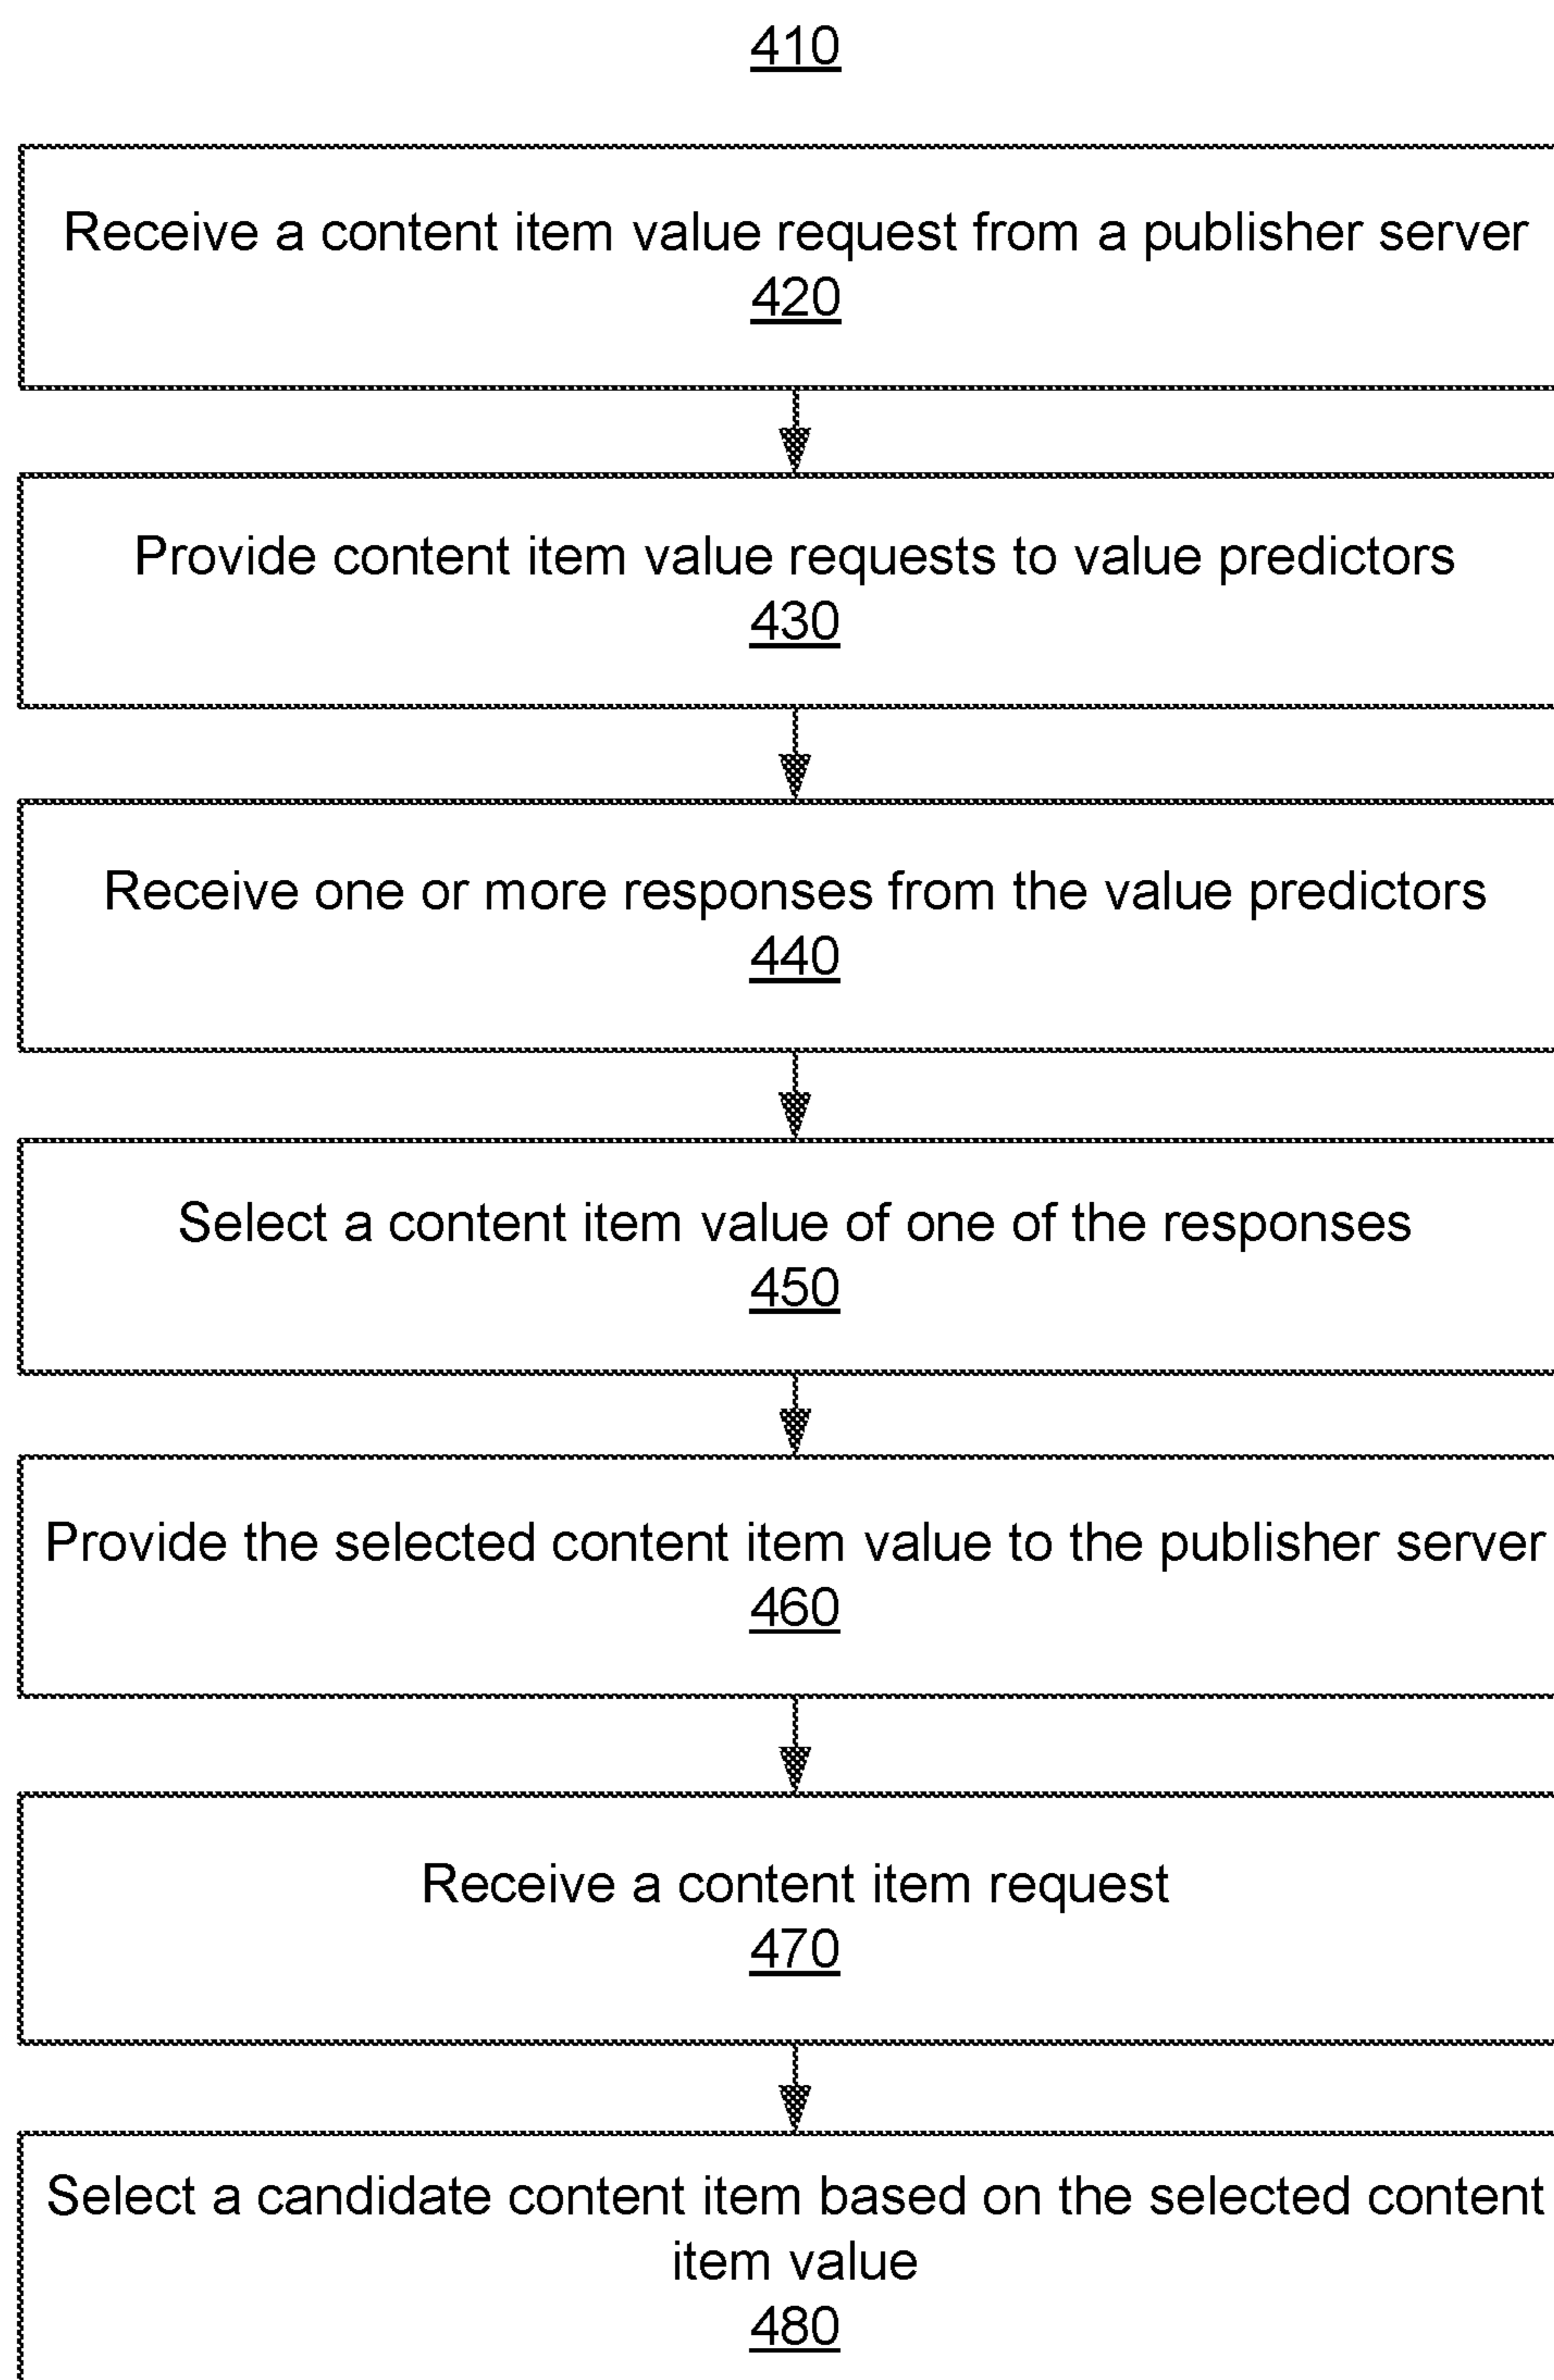 410
Receive a content item value request from a publisher server
420
Provide content item value requests to value predictors
430
Receive one or more responses from the value predictors
440
Select a content item value of one of the responses
450
Provide the selected content item value to the publisher server
460
Receive a content item request
470
Select a candidate content item based on the selected content
item value
480